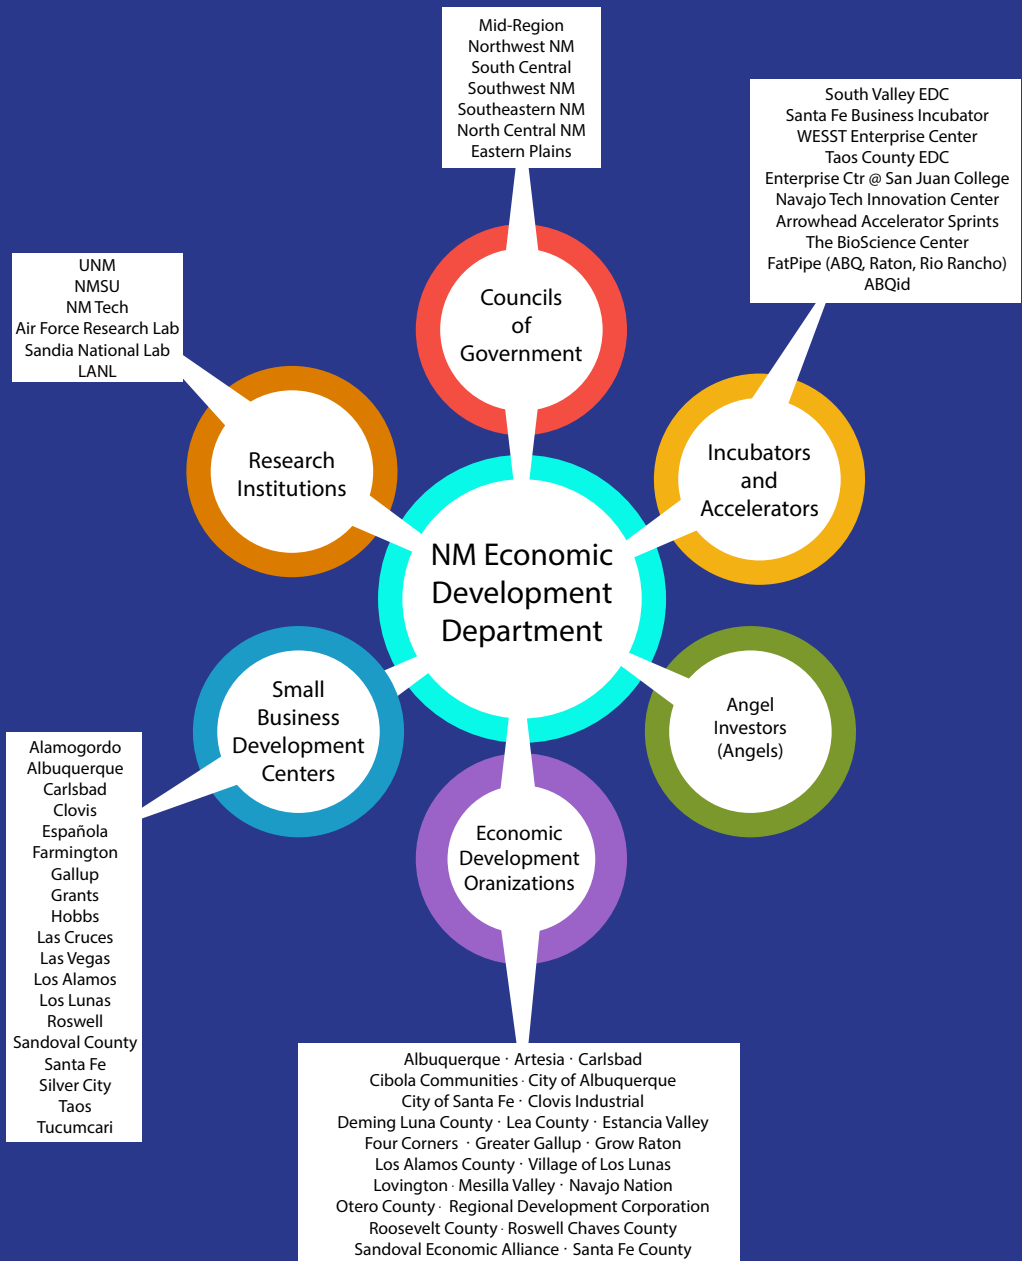 Mid-Region
Northwest NM
South Central
Southwest NM
Southeastern NM
North Central NM
Eastern Plains
South Valley EDC
Santa Fe Business Incubator
WESST Enterprise Center
Taos County EDC
Enterprise Ctr @ San Juan College
Navajo Tech Innovation Center
Arrowhead Accelerator Sprints
The BioScience Center
FatPipe (ABQ, Raton, Rio Rancho)
ABQid
UNM
NMSU
NM Tech
Air Force Research Lab
Sandia National Lab
LANL
Councils
of
Government
Research
Institutions
Incubators
and
Accelerators
NM Economic
Development
Department
Small
Business
Development
Centers
Angel
Investors
(Angels)
Alamogordo
Albuquerque
Carlsbad
Clovis
Española
Farmington
Gallup
Grants
Hobbs
Las Cruces
Las Vegas
Los Alamos
Los Lunas
Roswell
Sandoval County
Santa Fe
Silver City
Taos
Tucumcari
Economic
Development
Oranizations
Albuquerque · Artesia · Carlsbad
Cibola Communities · City of Albuquerque
City of Santa Fe · Clovis Industrial
Deming Luna County · Lea County · Estancia Valley
Four Corners · Greater Gallup · Grow Raton
Los Alamos County · Village of Los Lunas
Lovington · Mesilla Valley · Navajo Nation
Otero County · Regional Development Corporation
Roosevelt County · Roswell Chaves County
Sandoval Economic Alliance · Santa Fe County